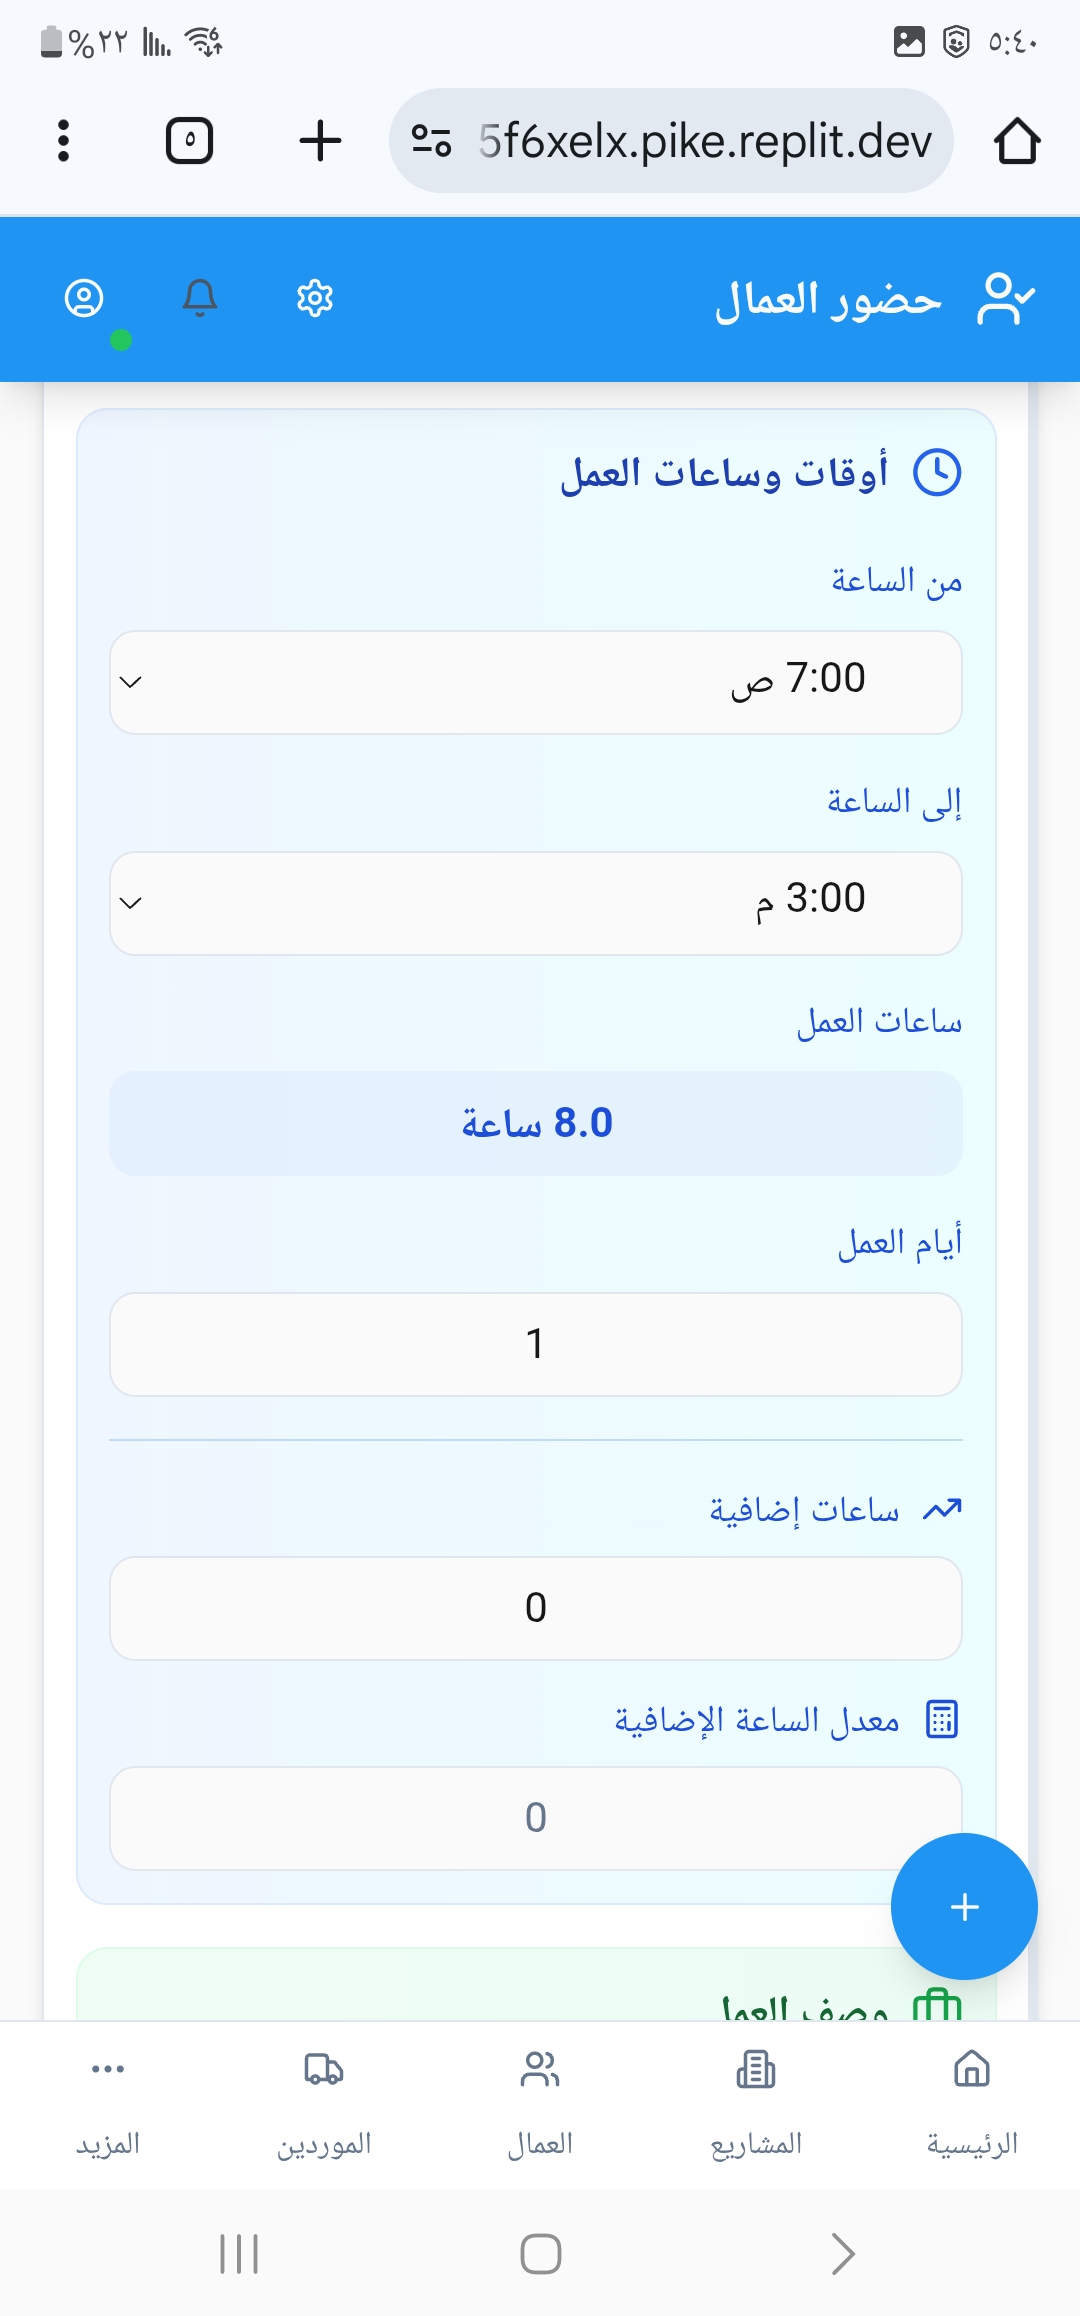 ٥:٤٠
%٢٢
5f6xelx.pike.replit.dev
٥
حضور العمال
أوقات وساعات العمل
من الساعة
7:00 ص
إلى الساعة
3:00 م
ساعات العمل
8.0 ساعة
أيام العمل
1
ساعات إضافية
0
معدل الساعة الإضافية
0
وصف العمل
الرئيسية
المشاريع
العمال
الموردين
المزيد